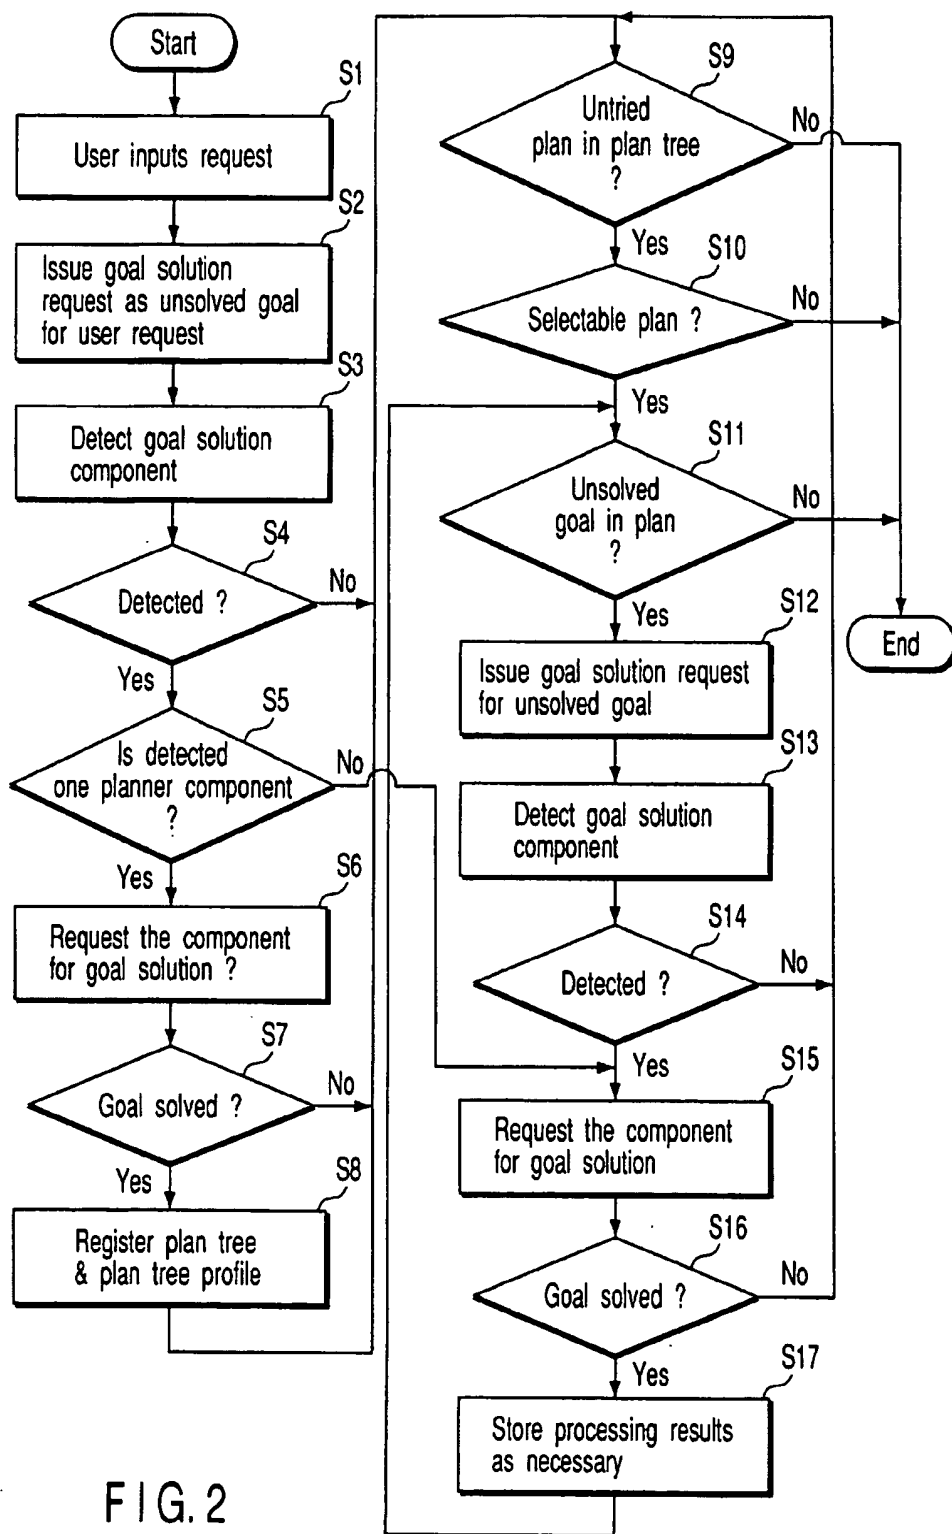 Start
S1
User inputs request
S2
Issue goal solution
request as unsolved goal
for user request
S3
Detect goal solution
component
S4
Detected ?
No
Yes
S5
Is detected
one planner component
?
No
Yes
S6
Request the component
for goal solution ?
S7
Goal solved ?
No
Yes
S8
Register plan tree
& plan tree profile
S9
Untried
plan in plan tree
?
No
Yes
S10
Selectable plan ?
No
Yes
S11
Unsolved
goal in plan
?
No
Yes
S12
Issue goal solution request
for unsolved goal
End
S13
Detect goal solution
component
S14
Detected ?
No
Yes
S15
Request the component
for goal solution
S16
Goal solved ?
No
Yes
S17
Store processing results
as necessary
FIG. 2